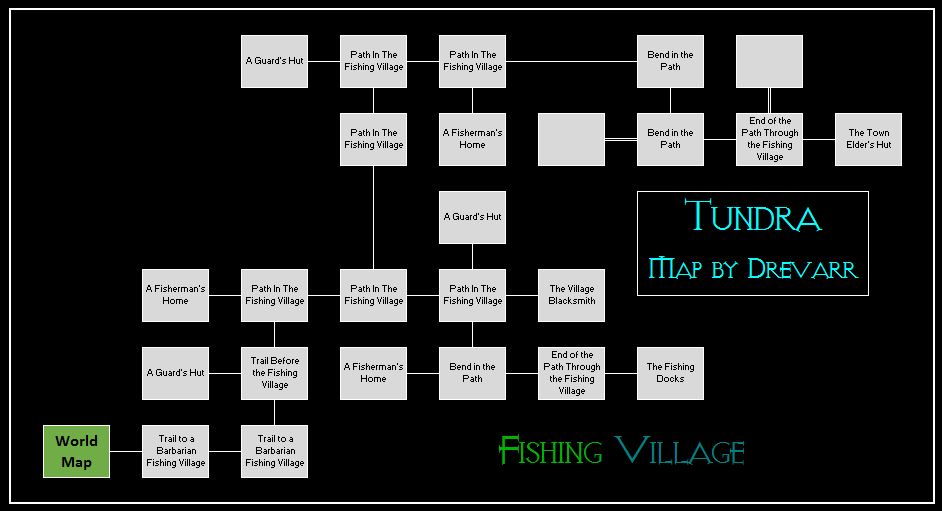 A Guard's Hut
Path In The
Fishing Village
Path In The
Fishing Village
Bend in the
Path
Path In The
Fishing Village
A Fisherman's
Home
Bend in the
Path
End of the
Path Through
the Fishing
Village
The Town
Elder's Hut
A Guard's Hut
Tundra
Map by Drevarr
A Fisherman's
Home
Path In The
Fishing Village
Path In The
Fishing Village
Path In The
Fishing Village
The Village
Blacksmith
A Guard's Hut
Trail Before
the Fishing
Village
A Fisherman's
Home
Bend in the
Path
End of the
Path Through
the Fishing
Village
The Fishing
Docks
World
Map
Trail to a
Barbarian
Fishing Village
Trail to a
Barbarian
Fishing Village
Fishing Village